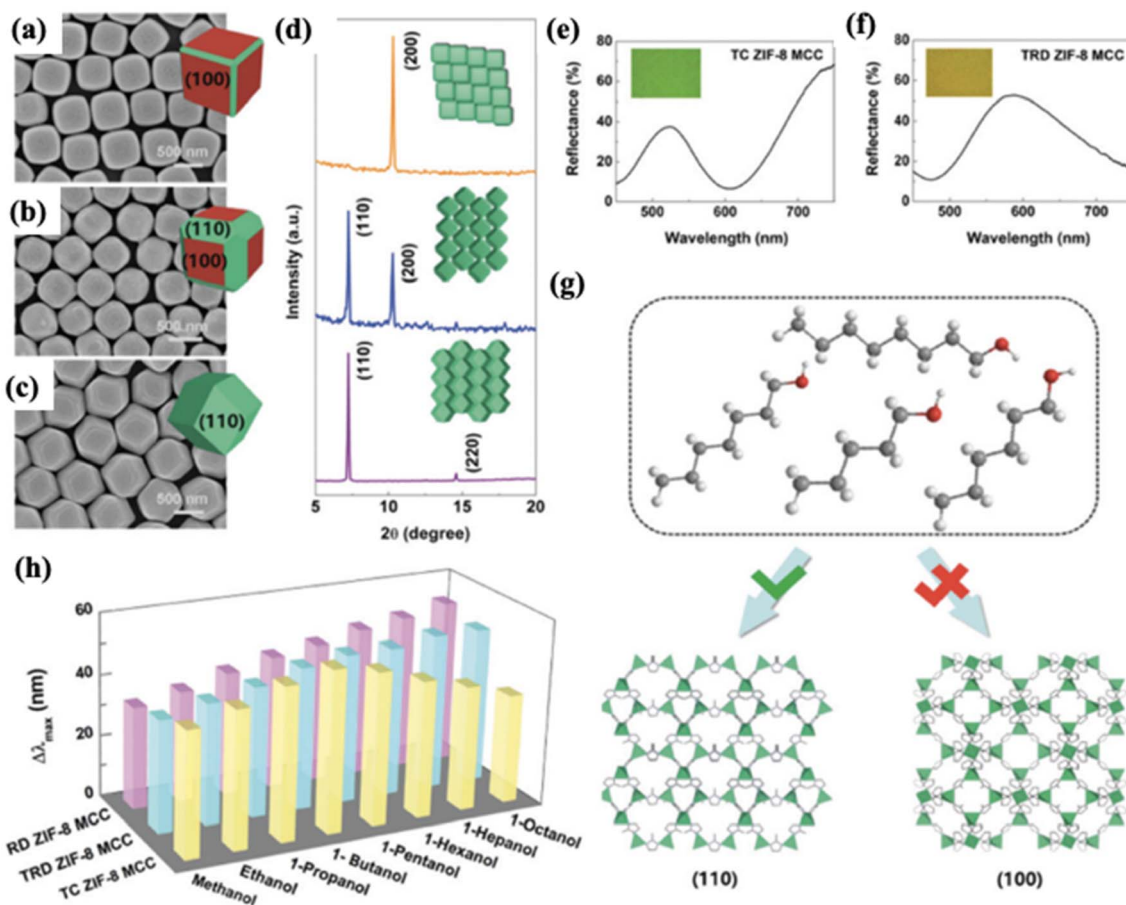 (a)
(100)
500 nm
(b)
(110)
(100)
500 nm
(c)
(110)
500 nm
(d)
(200)
(110)
(200)
(110)
(220)
Intensity (a.u.)
5 10 15 20
2θ (degree)
(e)
TC ZIF-8 MCC
80
60
40
20
0
Reflectance (%)
500 600 700
Wavelength (nm)
(f)
TRD ZIF-8 MCC
80
60
40
20
0
Reflectance (%)
500 600 700
Wavelength (nm)
(g)
(110)
(100)
(h)
60
40
20
0
Δλmax (nm)
RD ZIF-8 MCC
TRD ZIF-8 MCC
TC ZIF-8 MCC
Methanol
Ethanol
1-Propanol
1- Butanol
1-Pentanol
1-Hexanol
1-Hepanol
1-Octanol